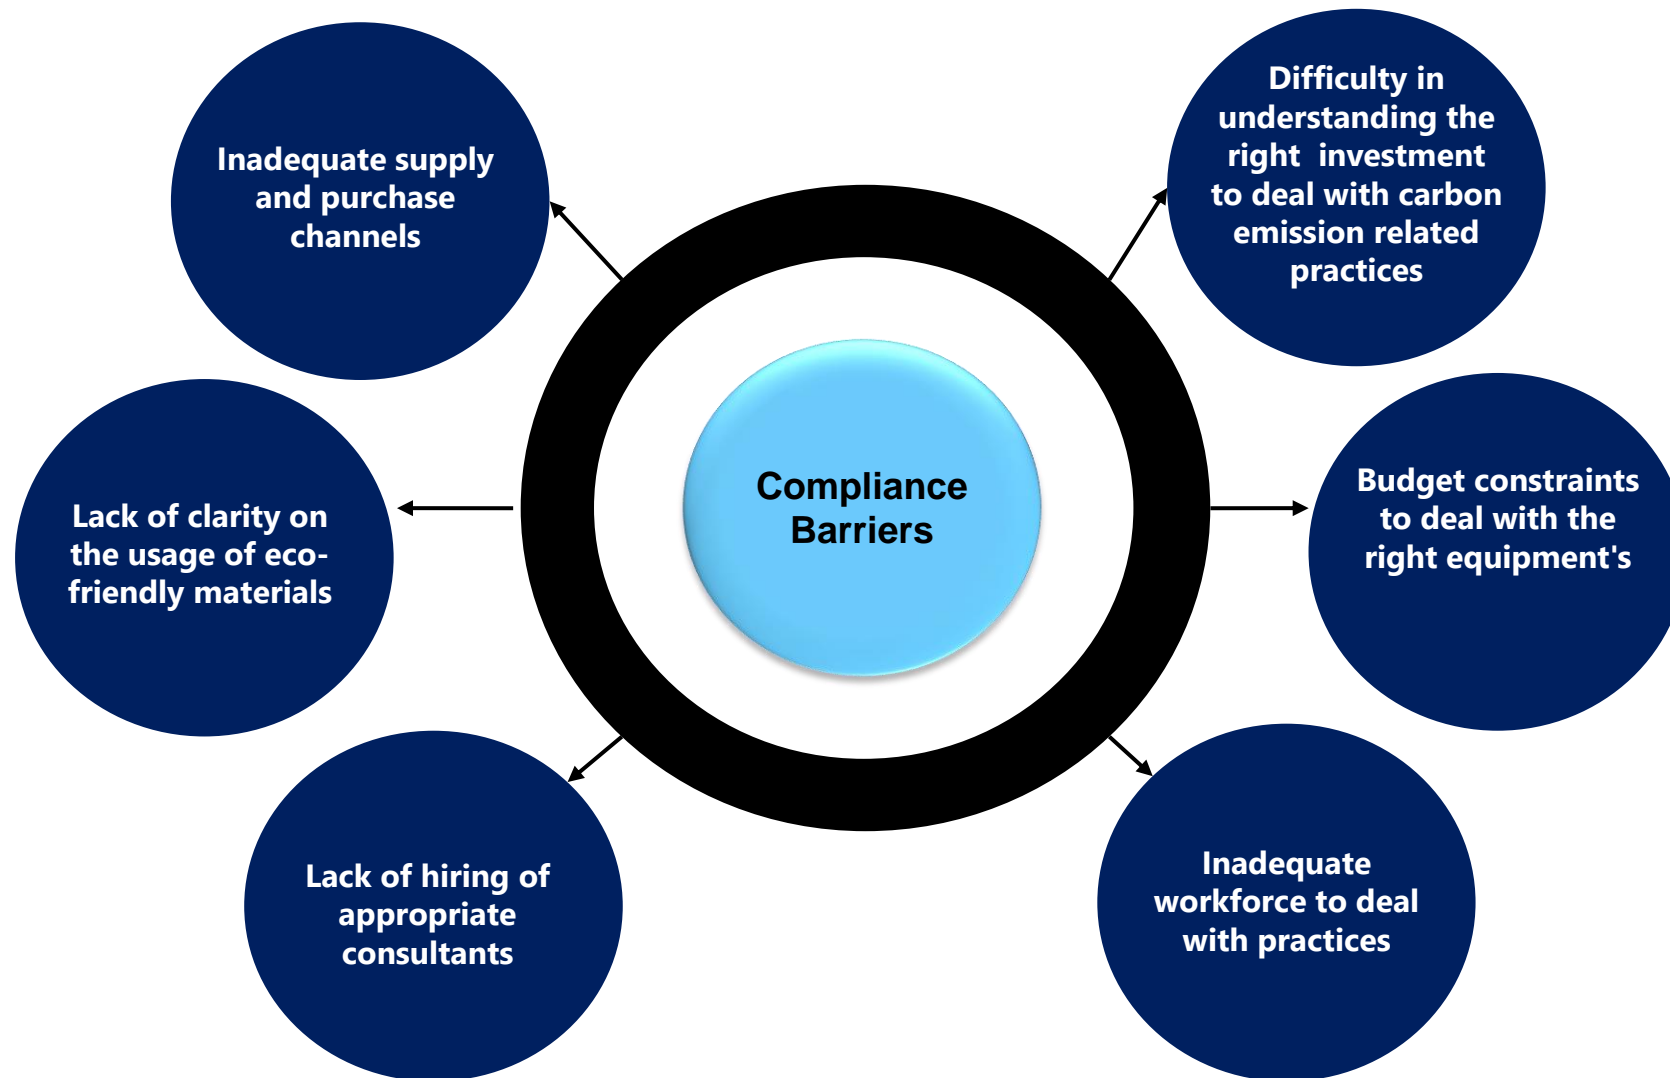 Inadequate supply
and purchase
channels
Difficulty in
understanding the
right  investment
to deal with carbon
emission related
practices
Compliance
Barriers
Lack of clarity on
the usage of eco-
friendly materials
Budget constraints
to deal with the
right equipment's
Lack of hiring of
appropriate
consultants
Inadequate
workforce to deal
with practices